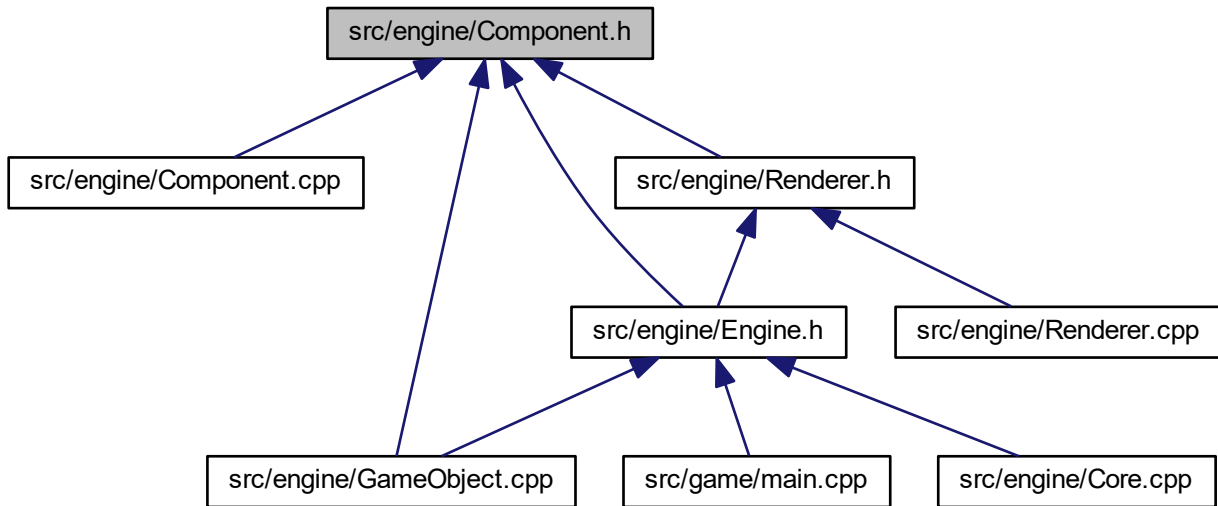 src/engine/Component.h
src/engine/Component.cpp
src/engine/Renderer.h
src/engine/Engine.h
src/engine/Renderer.cpp
src/engine/GameObject.cpp
src/game/main.cpp
src/engine/Core.cpp